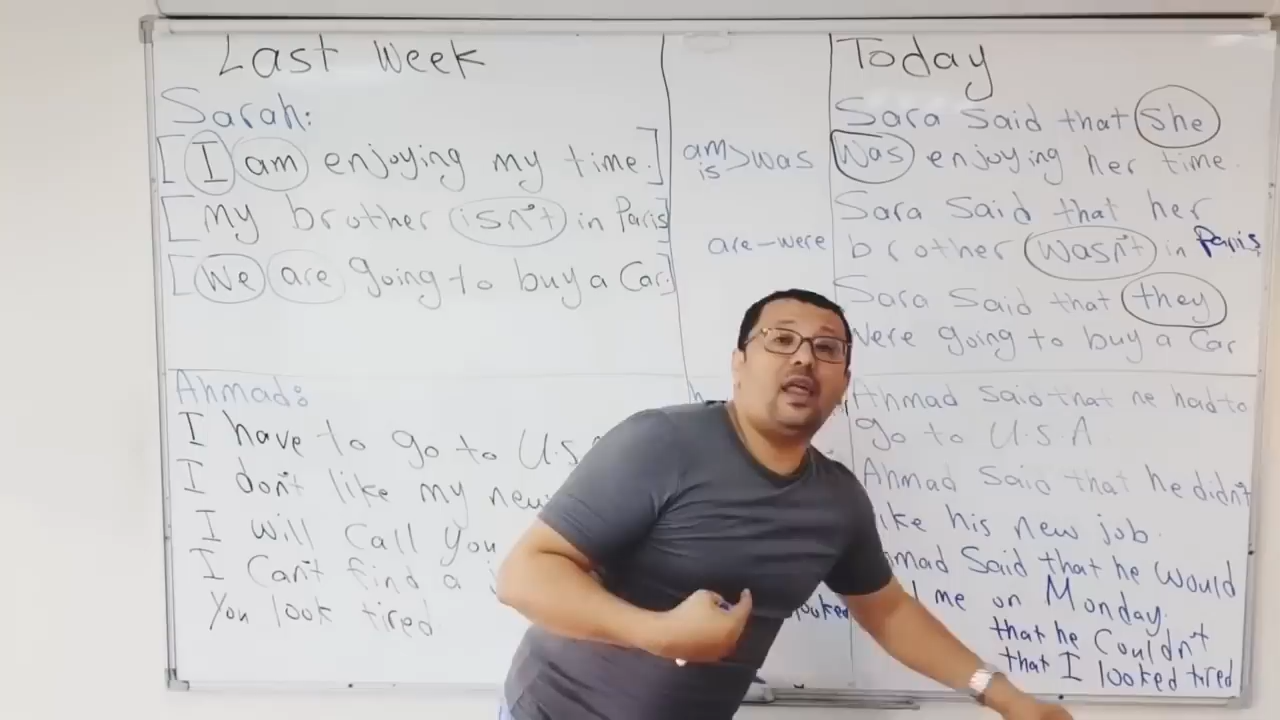 Last Week
Sarah:
[ I am enjoying my time.]
[ My brother isn't in Paris]
[ We are going to buy a Car.]
am
is > was
are - were
Today
Sara Said that she
was enjoying her time.
Sara Said that her
brother wasn't in Paris.
Sara Said that they
were going to buy a Car
Ahmad:
I have to go to U.S.
I don't like my new
I will Call you
I Can't find a
You look tired
looked
Ahmad Said that he had to
go to U.S.A.
Ahmad Said that he didn't
like his new job.
Ahmad Said that he would
me on Monday.
that he Couldn't
that I looked tired